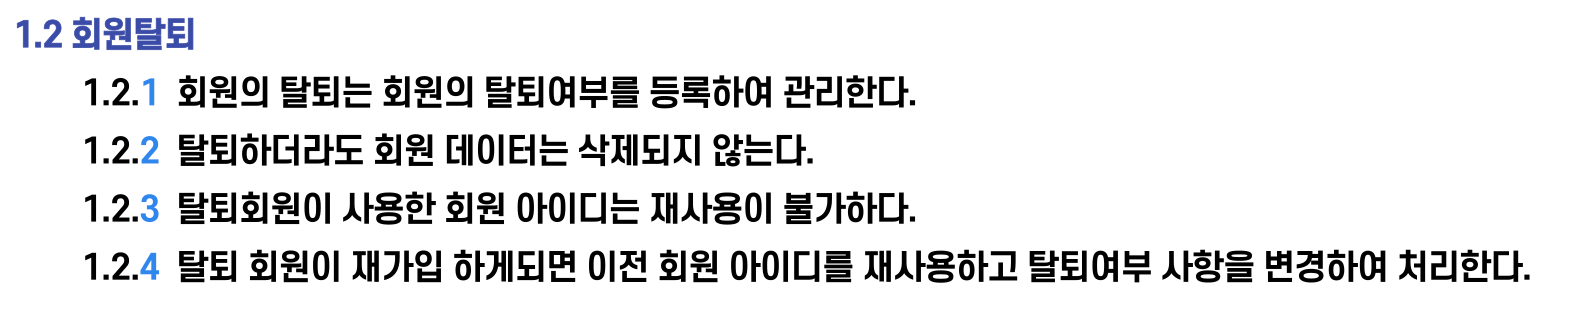 1.2 회원탈퇴
1.2.1 회원의 탈퇴는 회원의 탈퇴여부를 등록하여 관리한다.
1.2.2 탈퇴하더라도 회원 데이터는 삭제되지 않는다.
1.2.3 탈퇴회원이 사용한 회원 아이디는 재사용이 불가하다.
1.2.4 탈퇴 회원이 재가입 하게되면 이전 회원 아이디를 재사용하고 탈퇴여부 사항을 변경하여 처리한다.